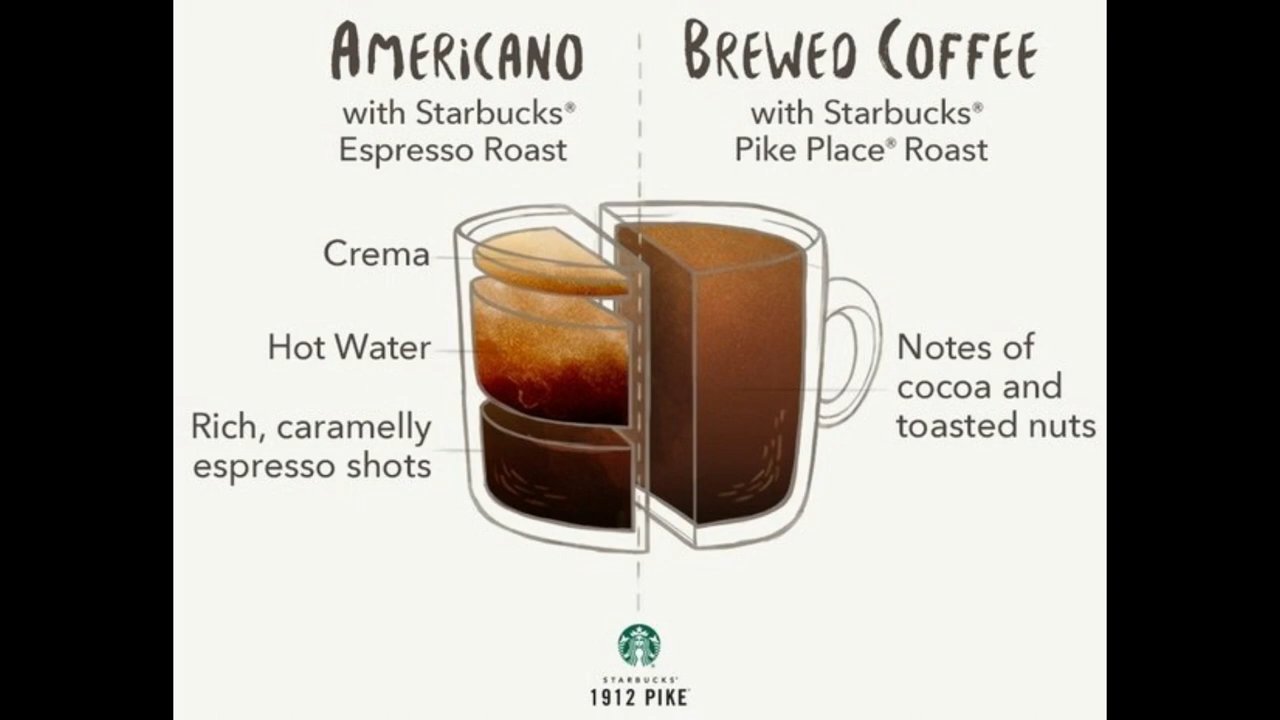 AMERiCANO
with Starbucks®
Espresso Roast
BREWED COFFEE
with Starbucks®
Pike Place® Roast
Crema
Hot Water
Rich, caramelly
espresso shots
Notes of
cocoa and
toasted nuts
STARBUCKS®
1912 PIKE